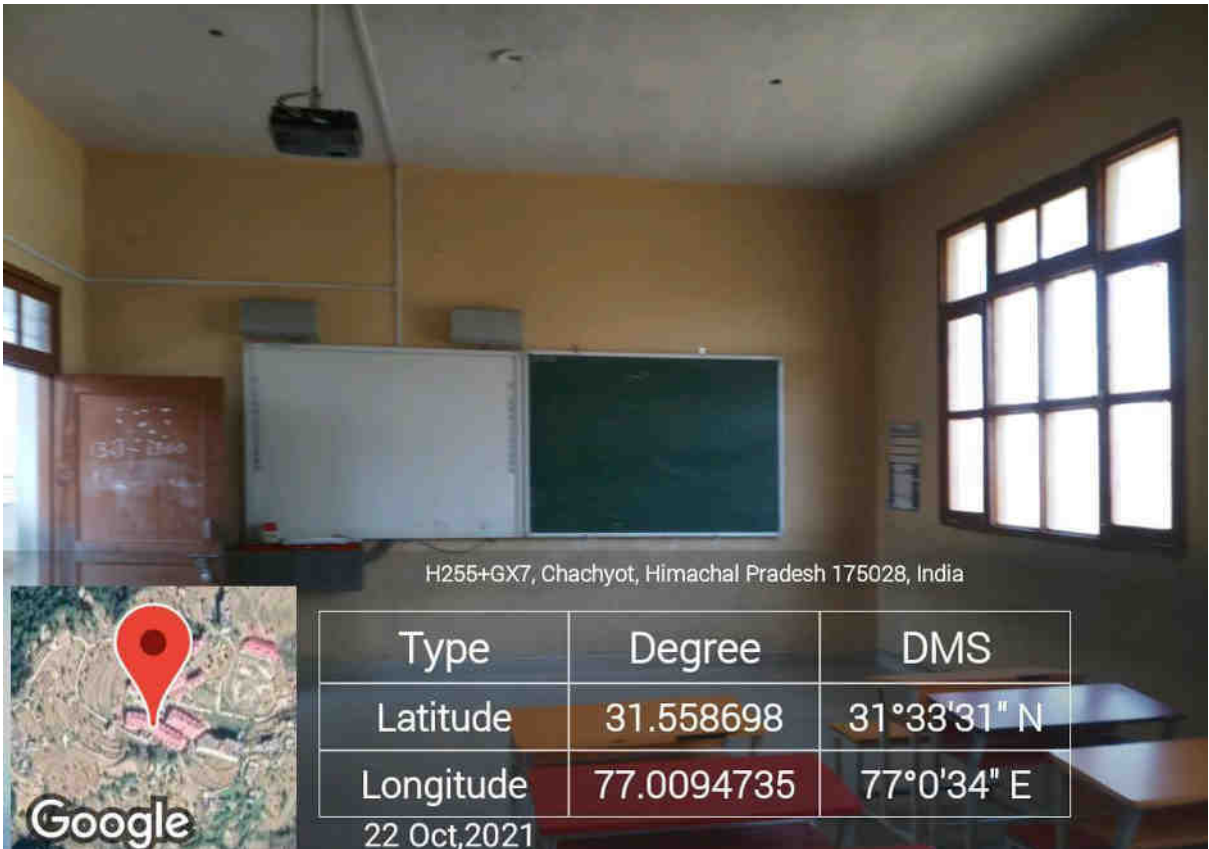 H255+GX7, Chachyot, Himachal Pradesh 175028, India
Type Degree DMS
Latitude 31.558698 31°33'31" N
Longitude 77.0094735 77°0'34" E
Google
22 Oct,2021